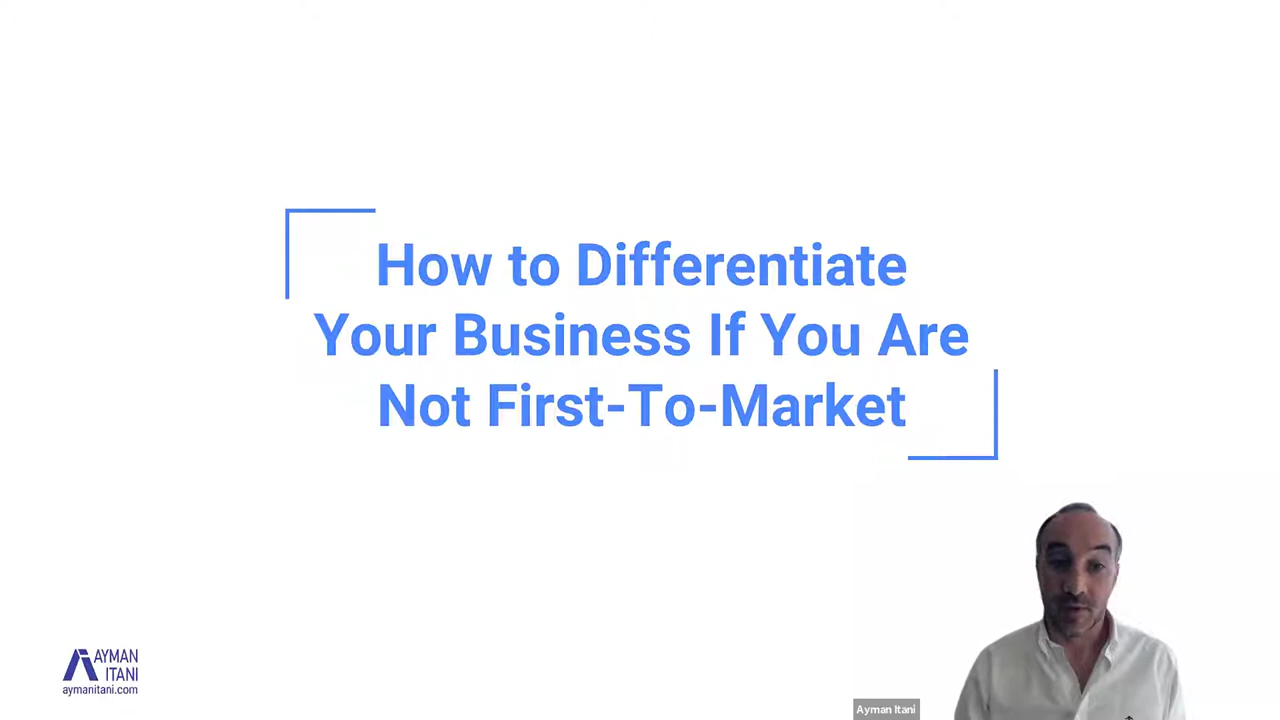 How to Differentiate
Your Business If You Are
Not First-To-Market
AYMAN
ITANI
aymanitani.com
Ayman Itani